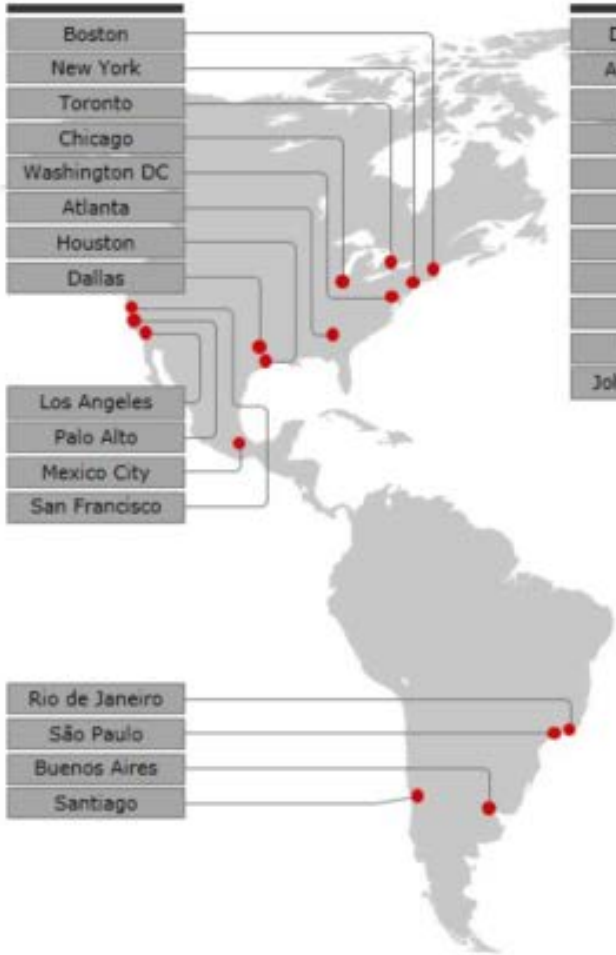 Boston
New York
Toronto
Chicago
Washington DC
Atlanta
Houston
Dallas
Los Angeles
Palo Alto
Mexico City
San Francisco
Rio de Janeiro
São Paulo
Buenos Aires
Santiago